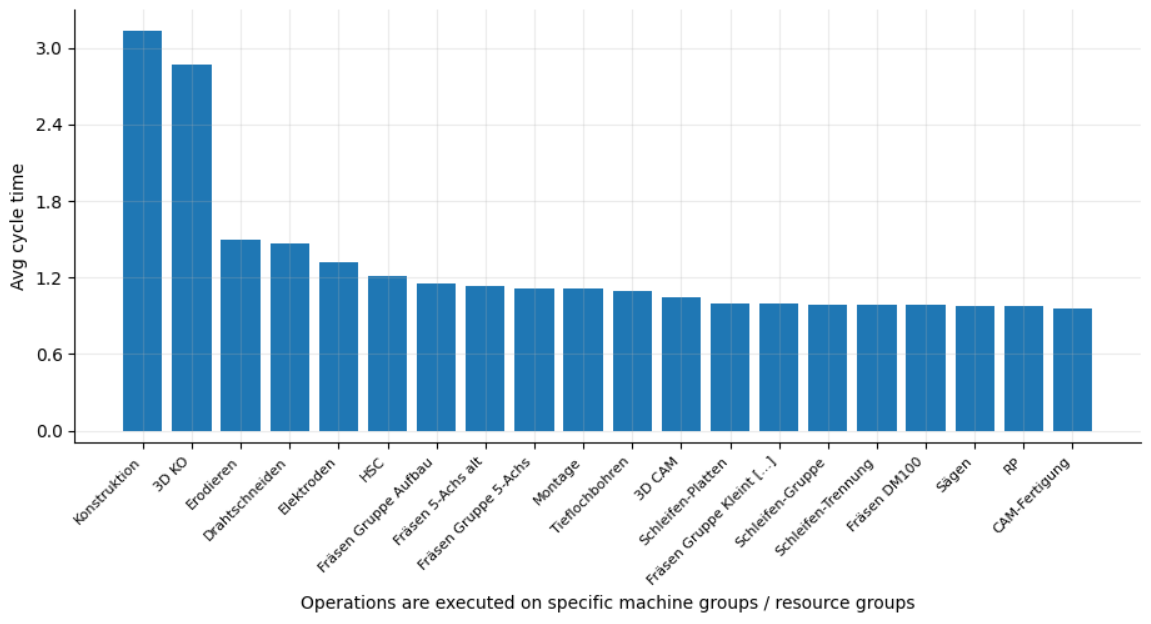 3.0
2.4
1.8
1.2
0.6
0.0
Avg cycle time
Konstruktion
3D KO
Erodieren
Drahtschneiden
Elektroden
HSC
Fräsen Gruppe Aufbau
Fräsen 5-Achs alt
Fräsen Gruppe 5-Achs
Montage
Tieflochbohren
3D CAM
Schleifen-Platten
Fräsen Gruppe Kleint [...]
Schleifen-Gruppe
Schleifen-Trennung
Fräsen DM100
Sägen
RP
CAM-Fertigung
Operations are executed on specific machine groups / resource groups